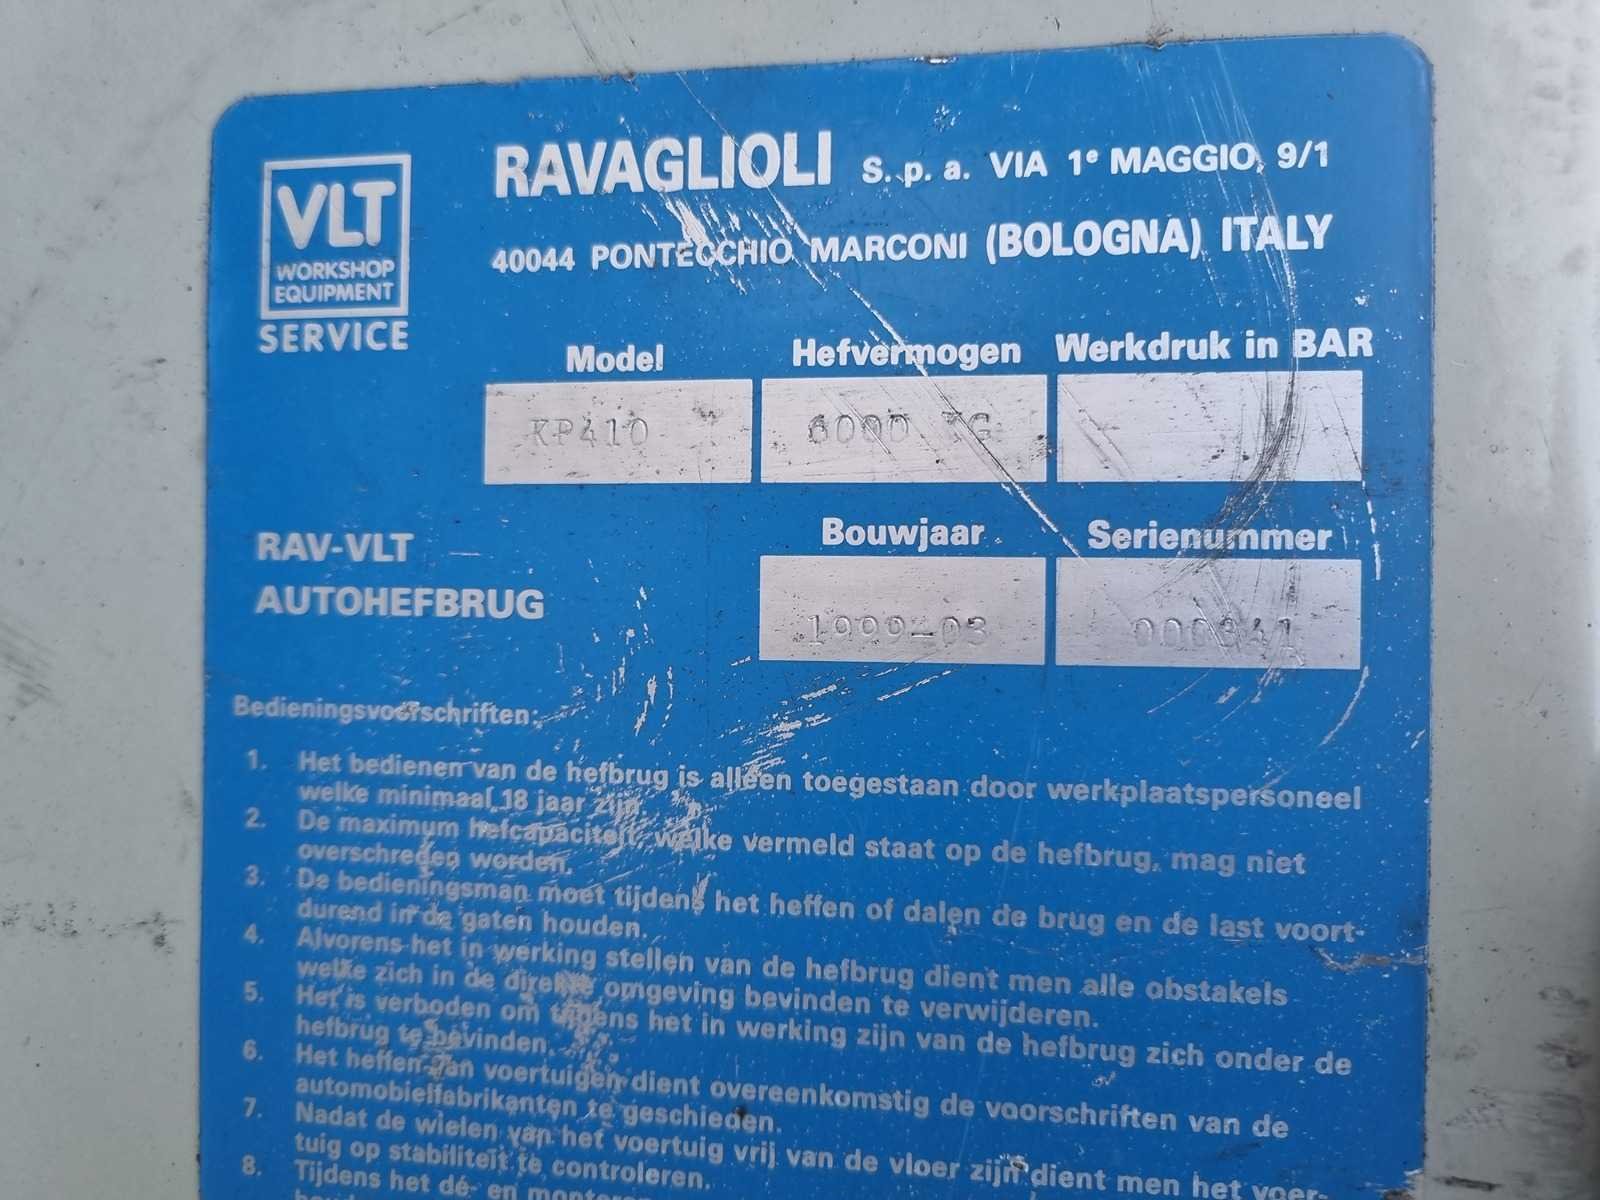 VLT
WORKSHOP
EQUIPMENT
SERVICE
RAVAGLIOLI S.p.a. VIA 1e MAGGIO, 9/1
40044 PONTECCHIO MARCONI (BOLOGNA) ITALY
Model Hefvermogen Werkdruk in BAR
KP410 6000 KG
Bouwjaar Serienummer
1999-03 000341
RAV-VLT
AUTOHEFBRUG
Bedieningsvoorschriften:
1. Het bedienen van de hefbrug is alleen toegestaan door werkplaatspersoneel
welke minimaal 18 jaar zijn.
2. De maximum hefcapaciteit, welke vermeld staat op de hefbrug, mag niet
overschreden worden.
3. De bedieningsman moet tijdens het heffen of dalen de brug en de last voort-
durend in de gaten houden.
4. Alvorens het in werking stellen van de hefbrug dient men alle obstakels
welke zich in de direkte omgeving bevinden te verwijderen.
5. Het is verboden om tijdens het in werking zijn van de hefbrug zich onder de
hefbrug te bevinden.
6. Het heffen van voertuigen dient overeenkomstig de voorschriften van de
automobielfabrikanten te geschieden.
7. Nadat de wielen van het voertuig vrij van de vloer zijn dient men het voer-
tuig op stabiliteit te controleren.
8. Tijdens het de- en